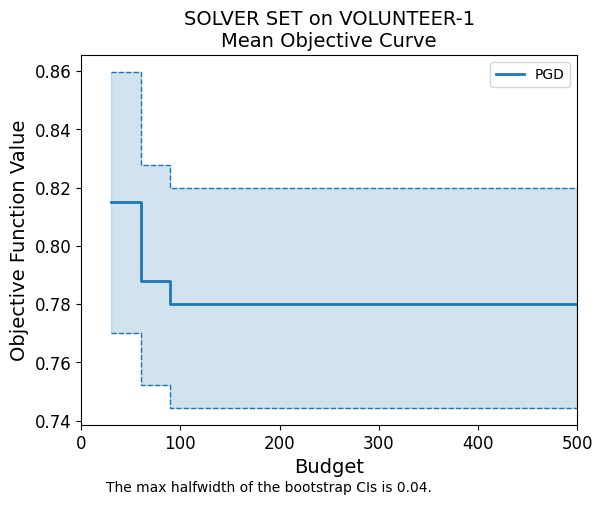 SOLVER SET on VOLUNTEER-1
Mean Objective Curve
PGD
Objective Function Value
0.86
0.84
0.82
0.80
0.78
0.76
0.74
0 100 200 300 400 500
Budget
The max halfwidth of the bootstrap CIs is 0.04.